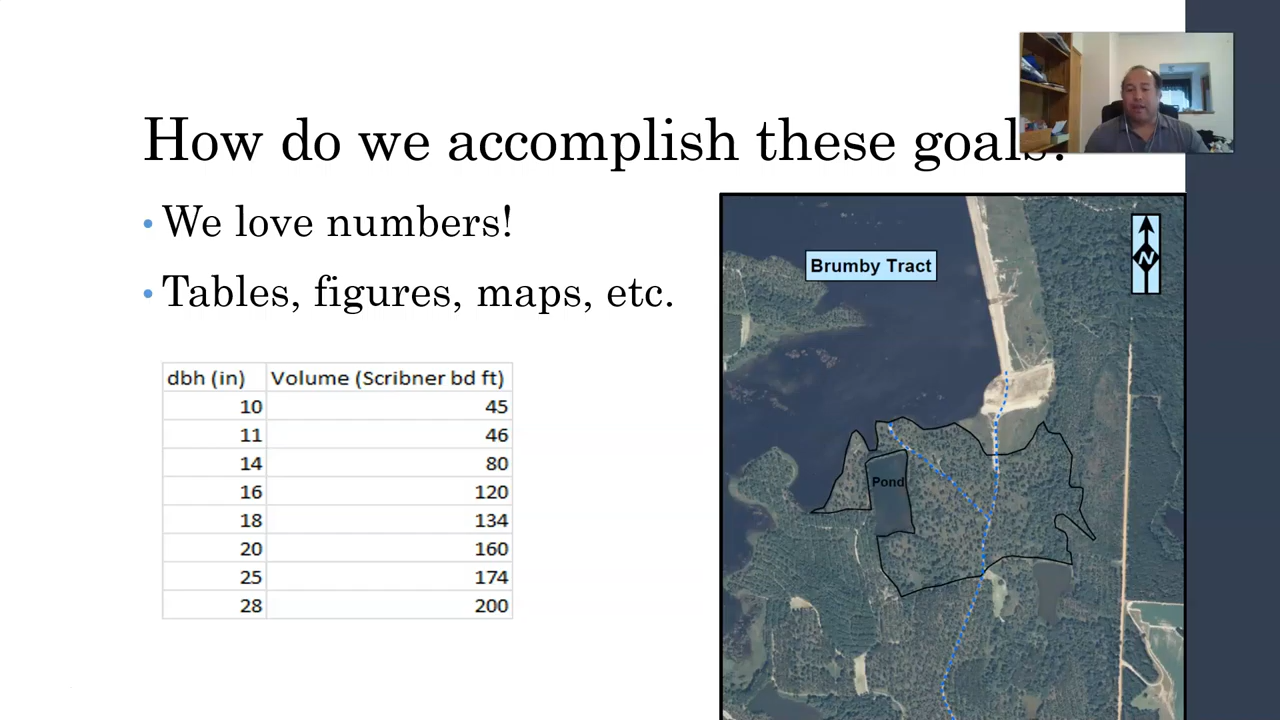 How do we accomplish these goals?
• We love numbers!
• Tables, figures, maps, etc.
dbh (in) Volume (Scribner bd ft)
10 45
11 46
14 80
16 120
18 134
20 160
25 174
28 200
Brumby Tract
N
Pond